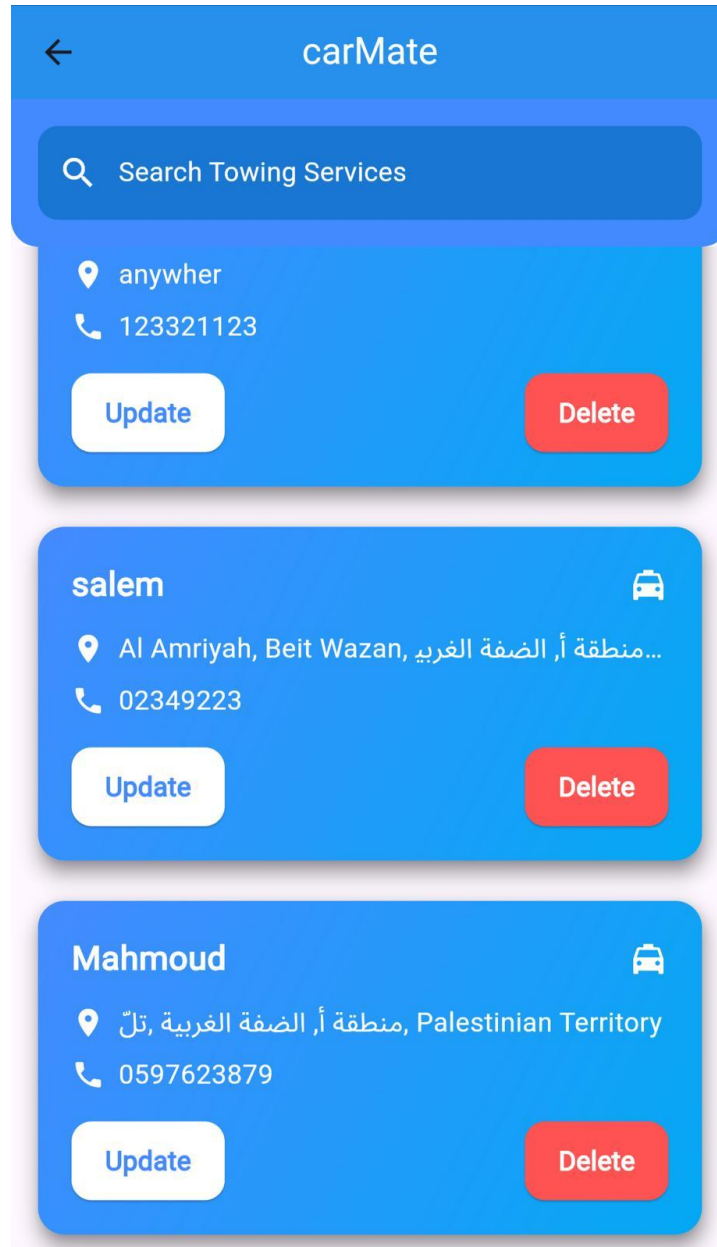 carMate
Search Towing Services
anywher
123321123
Update Delete
salem
Al Amriyah, Beit Wazan, منطقة أ, الضفة الغربي...
02349223
Update Delete
Mahmoud
تلّ, منطقة أ, الضفة الغربية, Palestinian Territory
0597623879
Update Delete